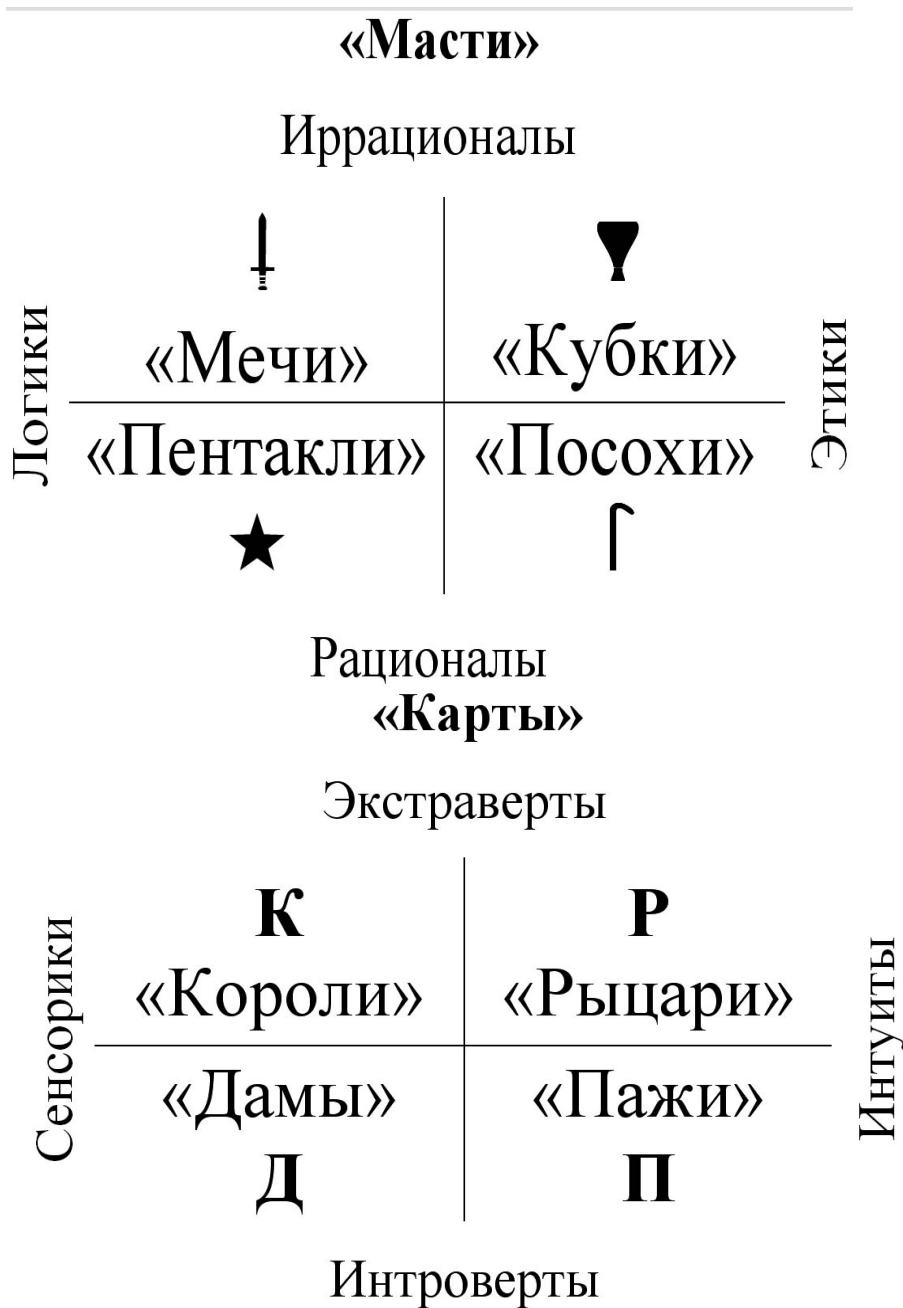 «Масти»
Иррационалы
Логики
«Мечи» «Кубки»
«Пентакли» «Посохи»
Этики
Рационалы
«Карты»
Экстраверты
Сенсорики
К Р
«Короли» «Рыцари»
«Дамы» «Пажи»
Д П
Интуиты
Интроверты